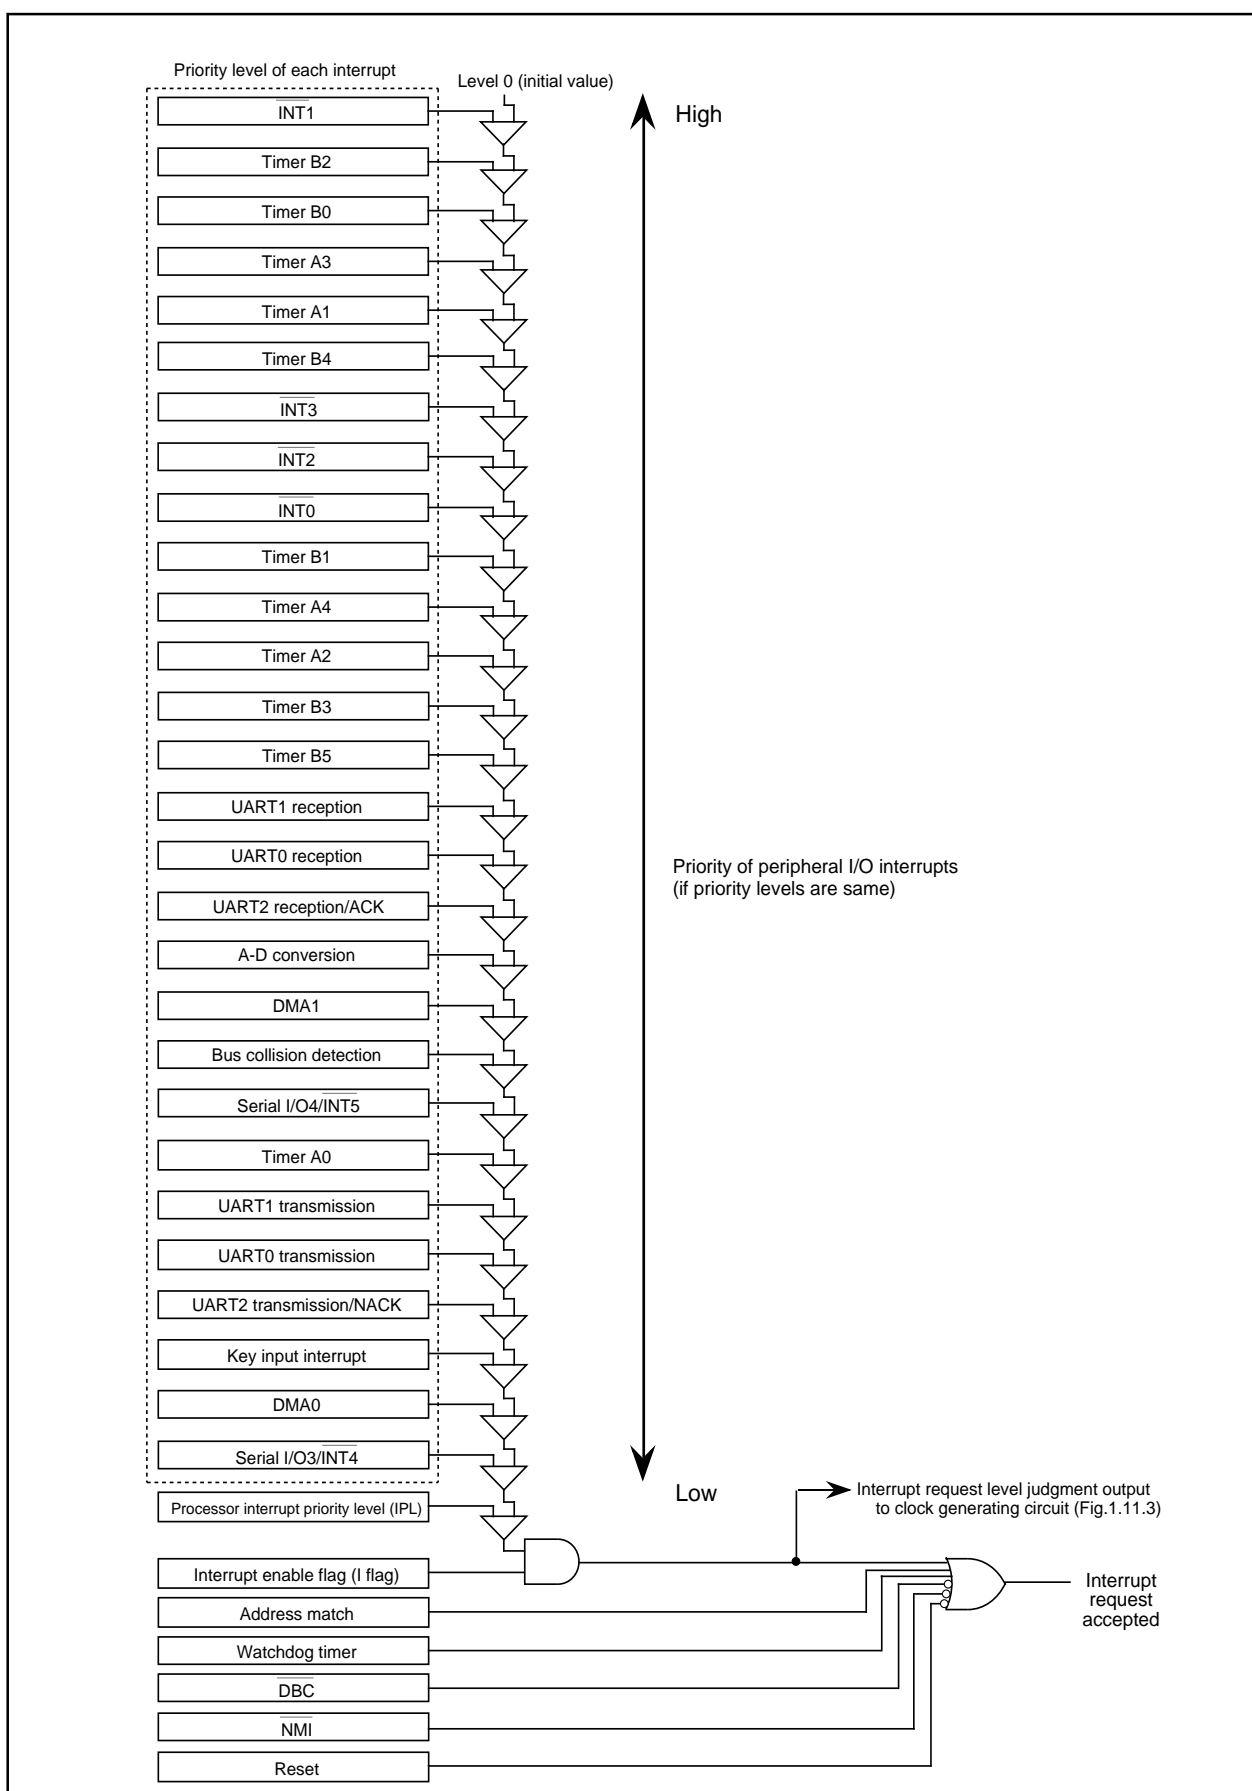 Priority level of each interrupt
Level 0 (initial value)
High
INT1
Timer B2
Timer B0
Timer A3
Timer A1
Timer B4
INT3
INT2
INT0
Timer B1
Timer A4
Timer A2
Timer B3
Timer B5
UART1 reception
UART0 reception
UART2 reception/ACK
A-D conversion
DMA1
Bus collision detection
Serial I/O4/INT5
Timer A0
UART1 transmission
UART0 transmission
UART2 transmission/NACK
Key input interrupt
DMA0
Serial I/O3/INT4
Priority of peripheral I/O interrupts
(if priority levels are same)
Low
Processor interrupt priority level (IPL)
Interrupt request level judgment output
to clock generating circuit (Fig.1.11.3)
Interrupt enable flag (I flag)
Address match
Watchdog timer
DBC
NMI
Reset
Interrupt
request
accepted